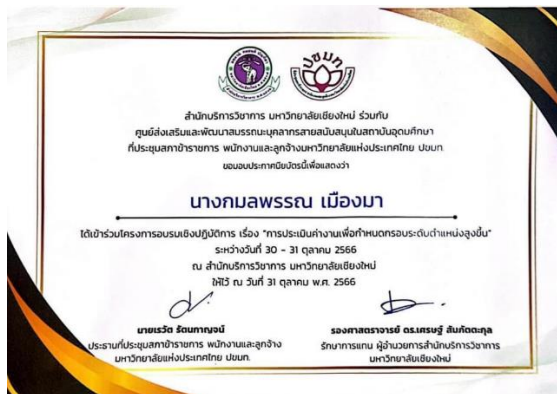 ปขมท
สำนักบริการวิชาการ มหาวิทยาลัยเชียงใหม่ ร่วมกับ
ศูนย์ส่งเสริมและพัฒนาสมรรถนะบุคลากรสายสนับสนุนในสถาบันอุดมศึกษา
ที่ประชุมสภาข้าราชการ พนักงานและลูกจ้างมหาวิทยาลัยแห่งประเทศไทย ปขมท.
ขอมอบประกาศนียบัตรนี้เพื่อแสดงว่า
นางกมลพรรณ เมืองมา
ได้เข้าร่วมโครงการอบรมเชิงปฏิบัติการ เรื่อง "การประเมินค่างานเพื่อกำหนดกรอบระดับตำแหน่งสูงขึ้น"
ระหว่างวันที่ 30 - 31 ตุลาคม 2566
ณ สำนักบริการวิชาการ มหาวิทยาลัยเชียงใหม่
ให้ไว้ ณ วันที่ 31 ตุลาคม พ.ศ. 2566
นายเรวัต รัตนกาญจน์
ประธานที่ประชุมสภาข้าราชการ พนักงานและลูกจ้าง
มหาวิทยาลัยแห่งประเทศไทย ปขมท.
รองศาสตราจารย์ ดร.เศรษฐ์ สัมภัตตะกุล
รักษาการแทน ผู้อำนวยการสำนักบริการวิชาการ
มหาวิทยาลัยเชียงใหม่